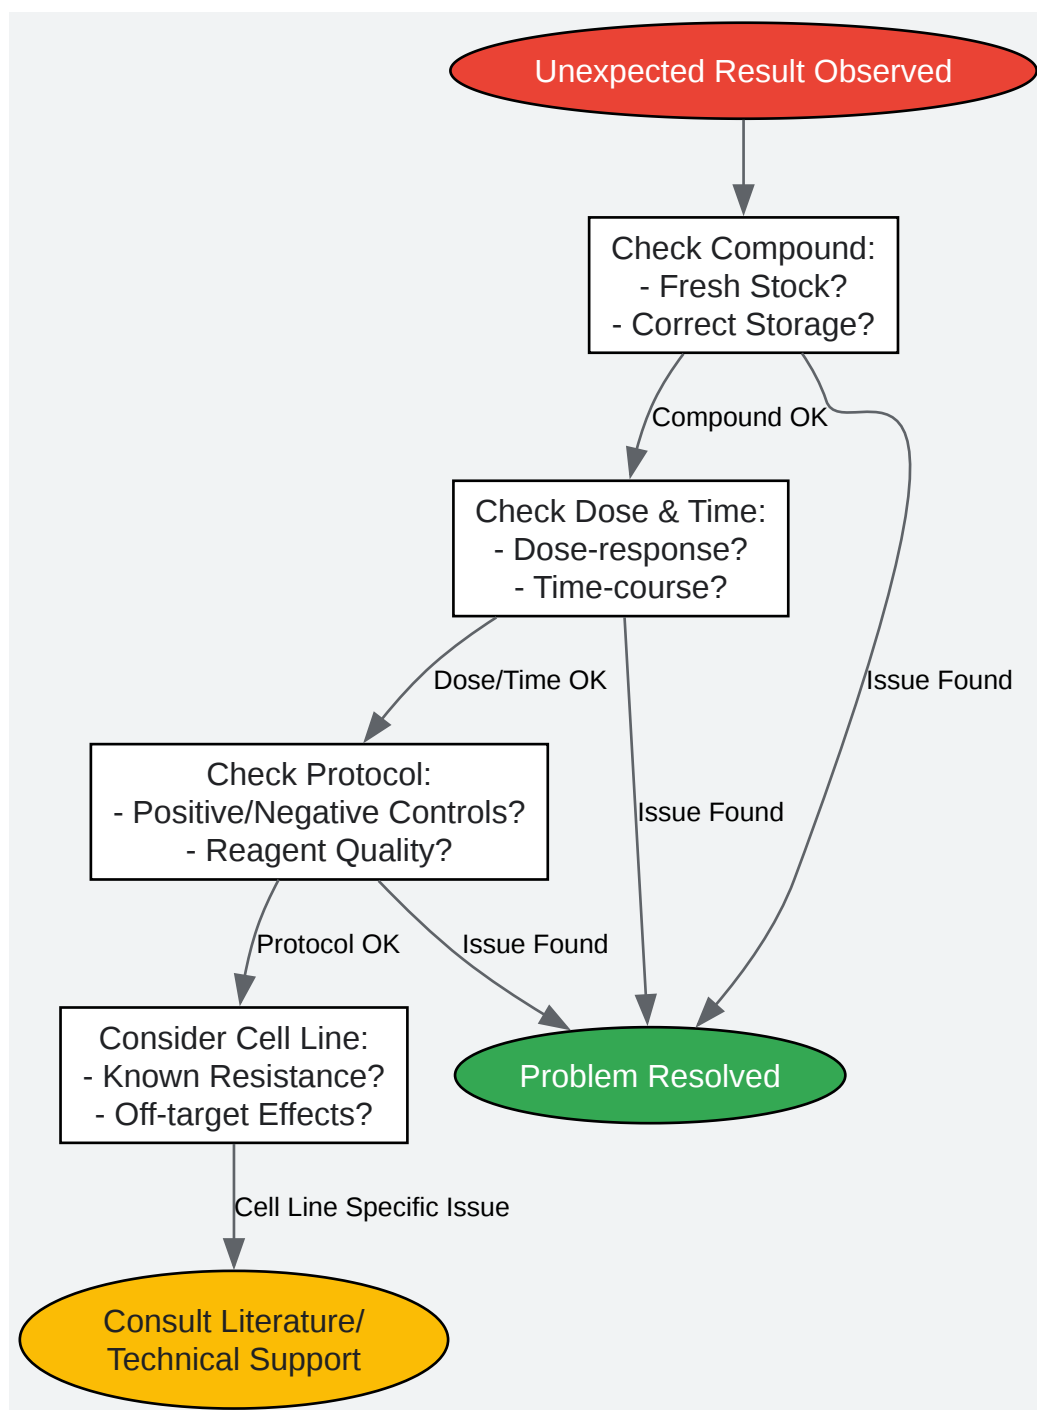 Unexpected Result Observed
Check Compound:
- Fresh Stock?
- Correct Storage?
Compound OK
Check Dose & Time:
- Dose-response?
- Time-course?
Dose/Time OK
Issue Found
Check Protocol:
- Positive/Negative Controls?
- Reagent Quality?
Issue Found
Protocol OK
Issue Found
Consider Cell Line:
- Known Resistance?
- Off-target Effects?
Problem Resolved
Cell Line Specific Issue
Consult Literature/
Technical Support